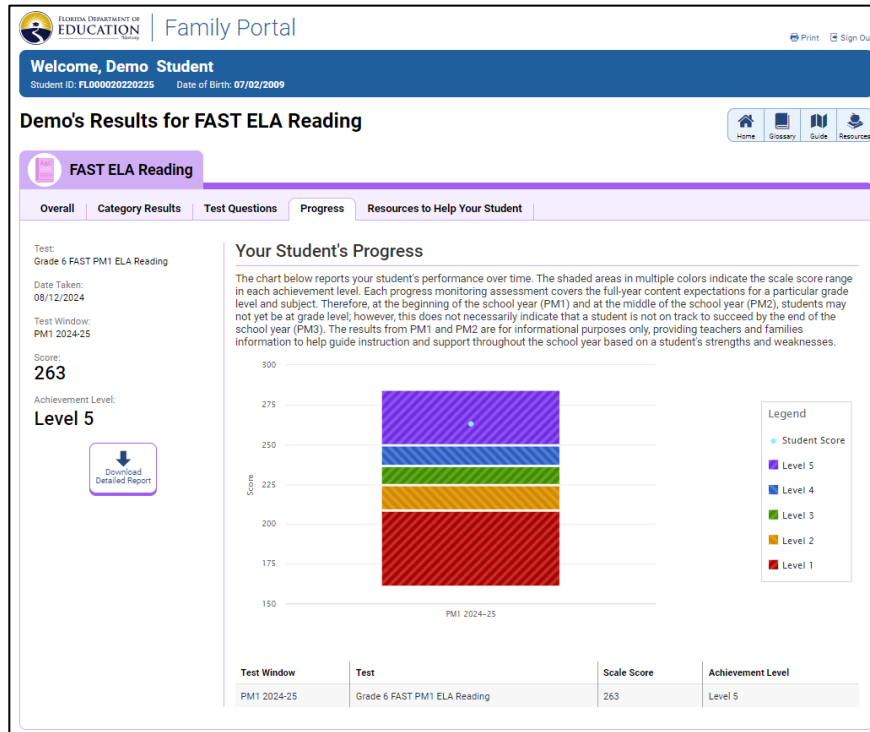 FLORIDA DEPARTMENT OF
EDUCATION
fldoe.org
Family Portal
Print Sign Ou
Welcome, Demo Student
Student ID: FL000020220225 Date of Birth: 07/02/2009
Demo's Results for FAST ELA Reading
Home Glossary Guide Resources
FAST ELA Reading
Overall Category Results Test Questions Progress Resources to Help Your Student
Test:
Grade 6 FAST PM1 ELA Reading
Date Taken:
08/12/2024
Test Window:
PM1 2024-25
Score:
263
Achievement Level:
Level 5
Download
Detailed Report
Your Student's Progress
The chart below reports your student's performance over time. The shaded areas in multiple colors indicate the scale score range
in each achievement level. Each progress monitoring assessment covers the full-year content expectations for a particular grade
level and subject. Therefore, at the beginning of the school year (PM1) and at the middle of the school year (PM2), students may
not yet be at grade level; however, this does not necessarily indicate that a student is not on track to succeed by the end of the
school year (PM3). The results from PM1 and PM2 are for informational purposes only, providing teachers and families
information to help guide instruction and support throughout the school year based on a student's strengths and weaknesses.
300
275
250
225
200
175
150
Score
PM1 2024-25
Legend
Student Score
Level 5
Level 4
Level 3
Level 2
Level 1
Test Window Test Scale Score Achievement Level
PM1 2024-25 Grade 6 FAST PM1 ELA Reading 263 Level 5